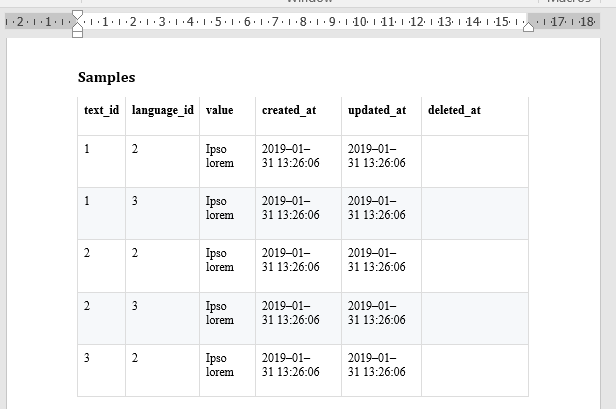 Window
Macros
2 1 1 2 3 4 5 6 7 8 9 10 11 12 13 14 15 17 18
Samples
text_id language_id value created_at updated_at deleted_at
1 2 Ipso 2019–01– 2019–01–
lorem 31 13:26:06 31 13:26:06
1 3 Ipso 2019–01– 2019–01–
lorem 31 13:26:06 31 13:26:06
2 2 Ipso 2019–01– 2019–01–
lorem 31 13:26:06 31 13:26:06
2 3 Ipso 2019–01– 2019–01–
lorem 31 13:26:06 31 13:26:06
3 2 Ipso 2019–01– 2019–01–
lorem 31 13:26:06 31 13:26:06